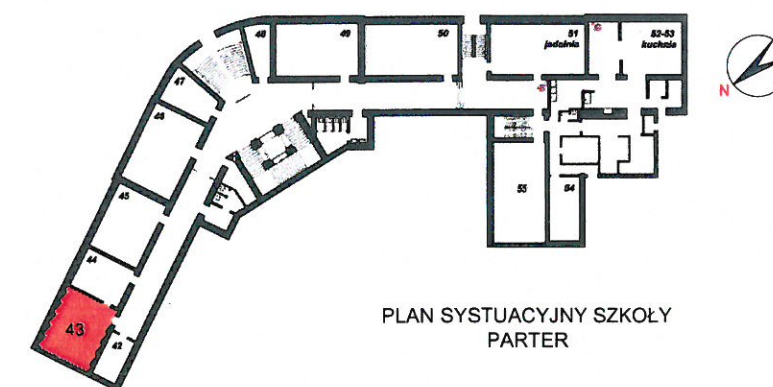 48
49
50
51
jadalnia
52-53
kuchnia
47
46
45
44
43
42
55
54
N
PLAN SYSTUACYJNY SZKOŁY
PARTER